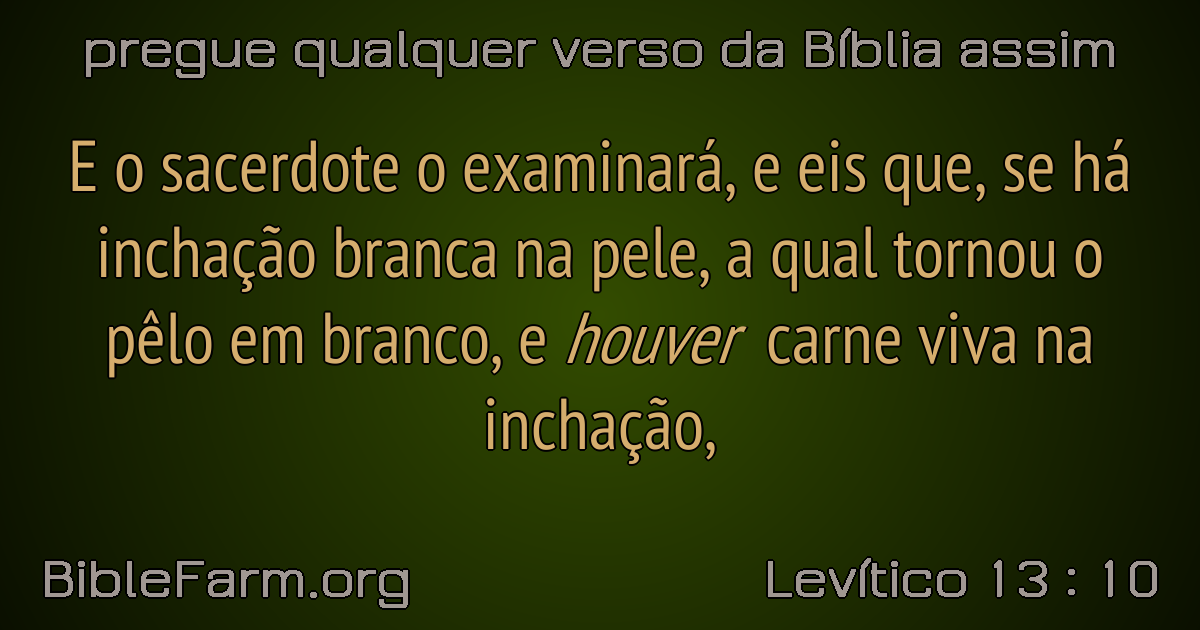 pregue qualquer verso da Bíblia assim
E o sacerdote o examinará, e eis que, se há
inchação branca na pele, a qual tornou o
pêlo em branco, e houver carne viva na
inchação,
BibleFarm.org
Levítico 13 : 10